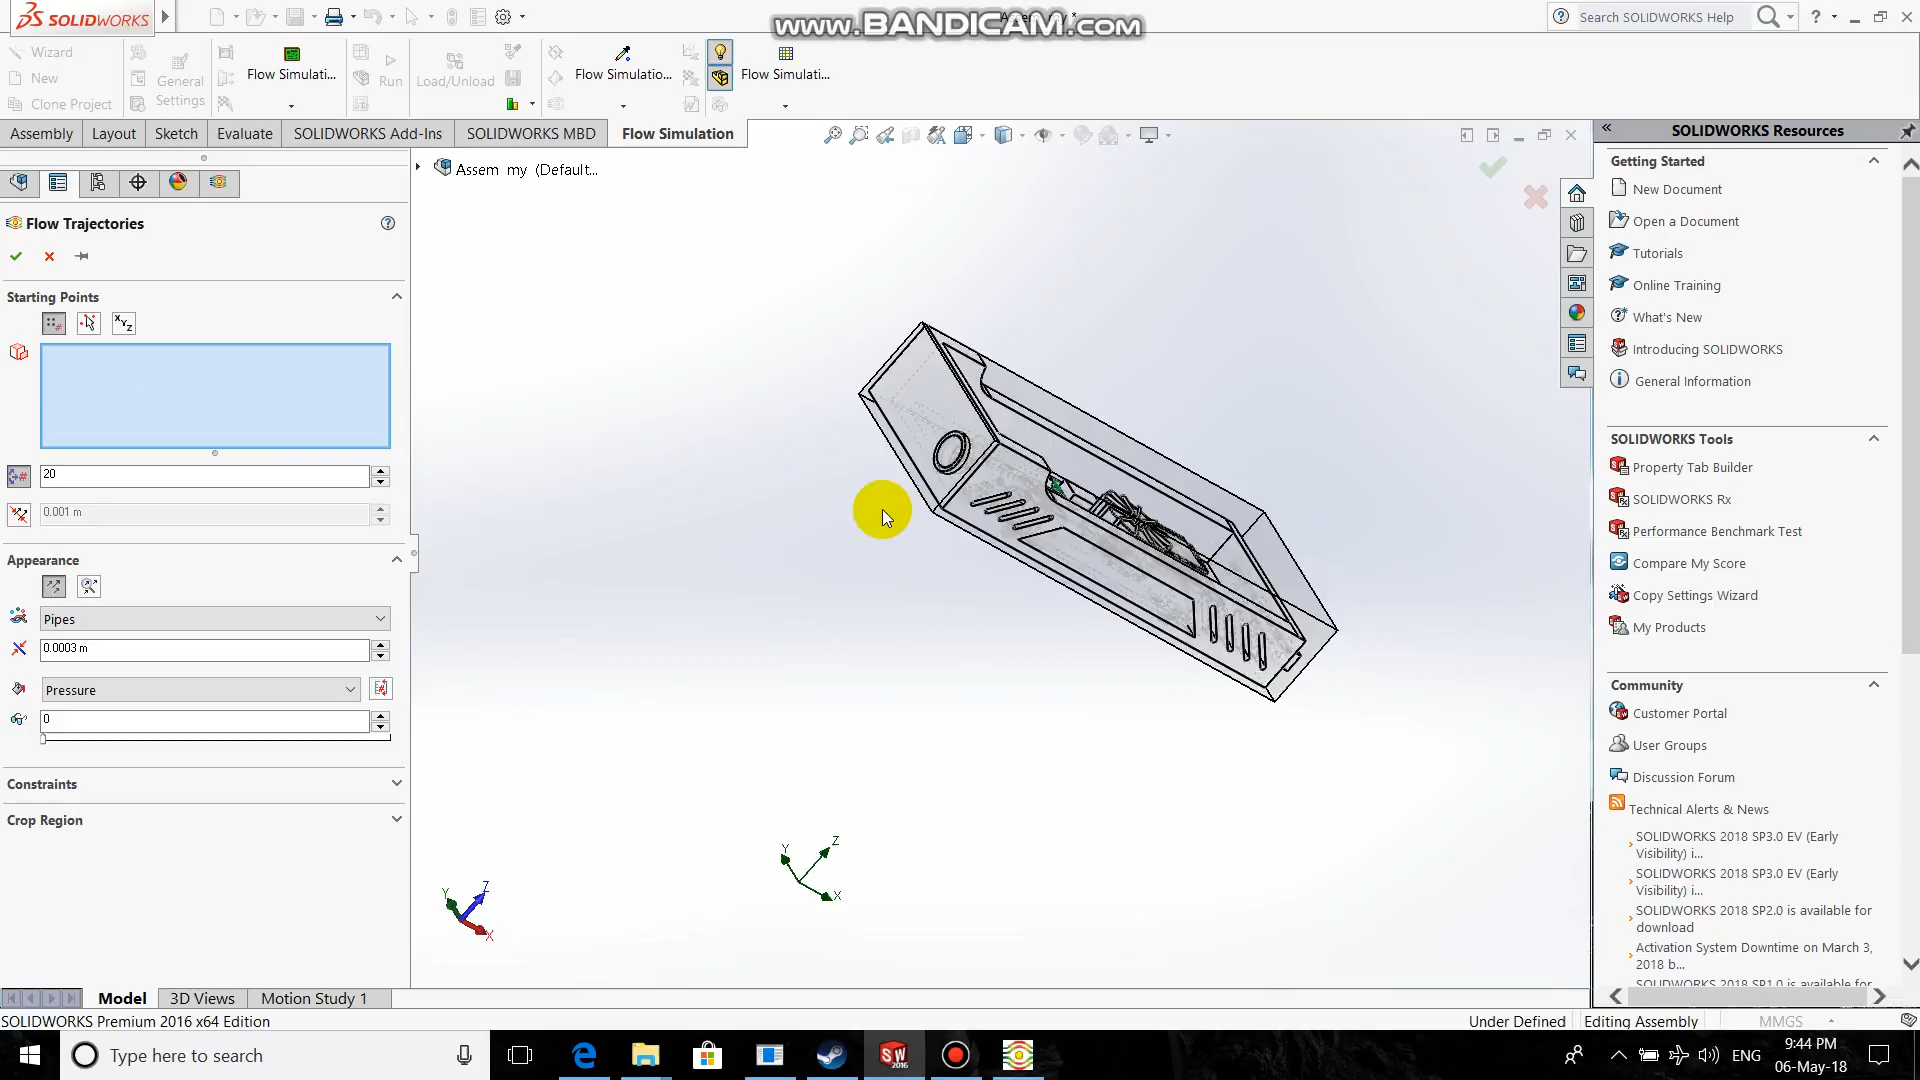 SOLIDWORKS
www.BANDICAM.com
Search SOLIDWORKS Help
Wizard
New
Clone Project
General
Settings
Flow Simulati...
Run
Load/Unload
Flow Simulatio...
Flow Simulati...
Assembly
Layout
Sketch
Evaluate
SOLIDWORKS Add-Ins
SOLIDWORKS MBD
Flow Simulation
Assem my (Default...
Flow Trajectories
Starting Points
20
0.001 m
Appearance
Pipes
0.0003 m
Pressure
0
Constraints
Crop Region
Y
Z
X
Y
Z
X
SOLIDWORKS Resources
Getting Started
New Document
Open a Document
Tutorials
Online Training
What's New
Introducing SOLIDWORKS
General Information
SOLIDWORKS Tools
Property Tab Builder
SOLIDWORKS Rx
Performance Benchmark Test
Compare My Score
Copy Settings Wizard
My Products
Community
Customer Portal
User Groups
Discussion Forum
Technical Alerts & News
SOLIDWORKS 2018 SP3.0 EV (Early
Visibility) i...
SOLIDWORKS 2018 SP3.0 EV (Early
Visibility) i...
SOLIDWORKS 2018 SP2.0 is available for
download
Activation System Downtime on March 3,
2018 b...
SOLIDWORKS 2018 SP1.0 is available for
Model
3D Views
Motion Study 1
SOLIDWORKS Premium 2016 x64 Edition
Under Defined
Editing Assembly
MMGS
Type here to search
ENG
9:44 PM
06-May-18